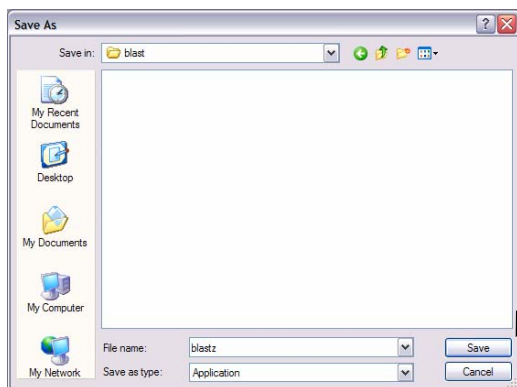 Save As
Save in: blast
My Recent
Documents
Desktop
My Documents
My Computer
My Network
File name: blastz
Save as type: Application
Save
Cancel